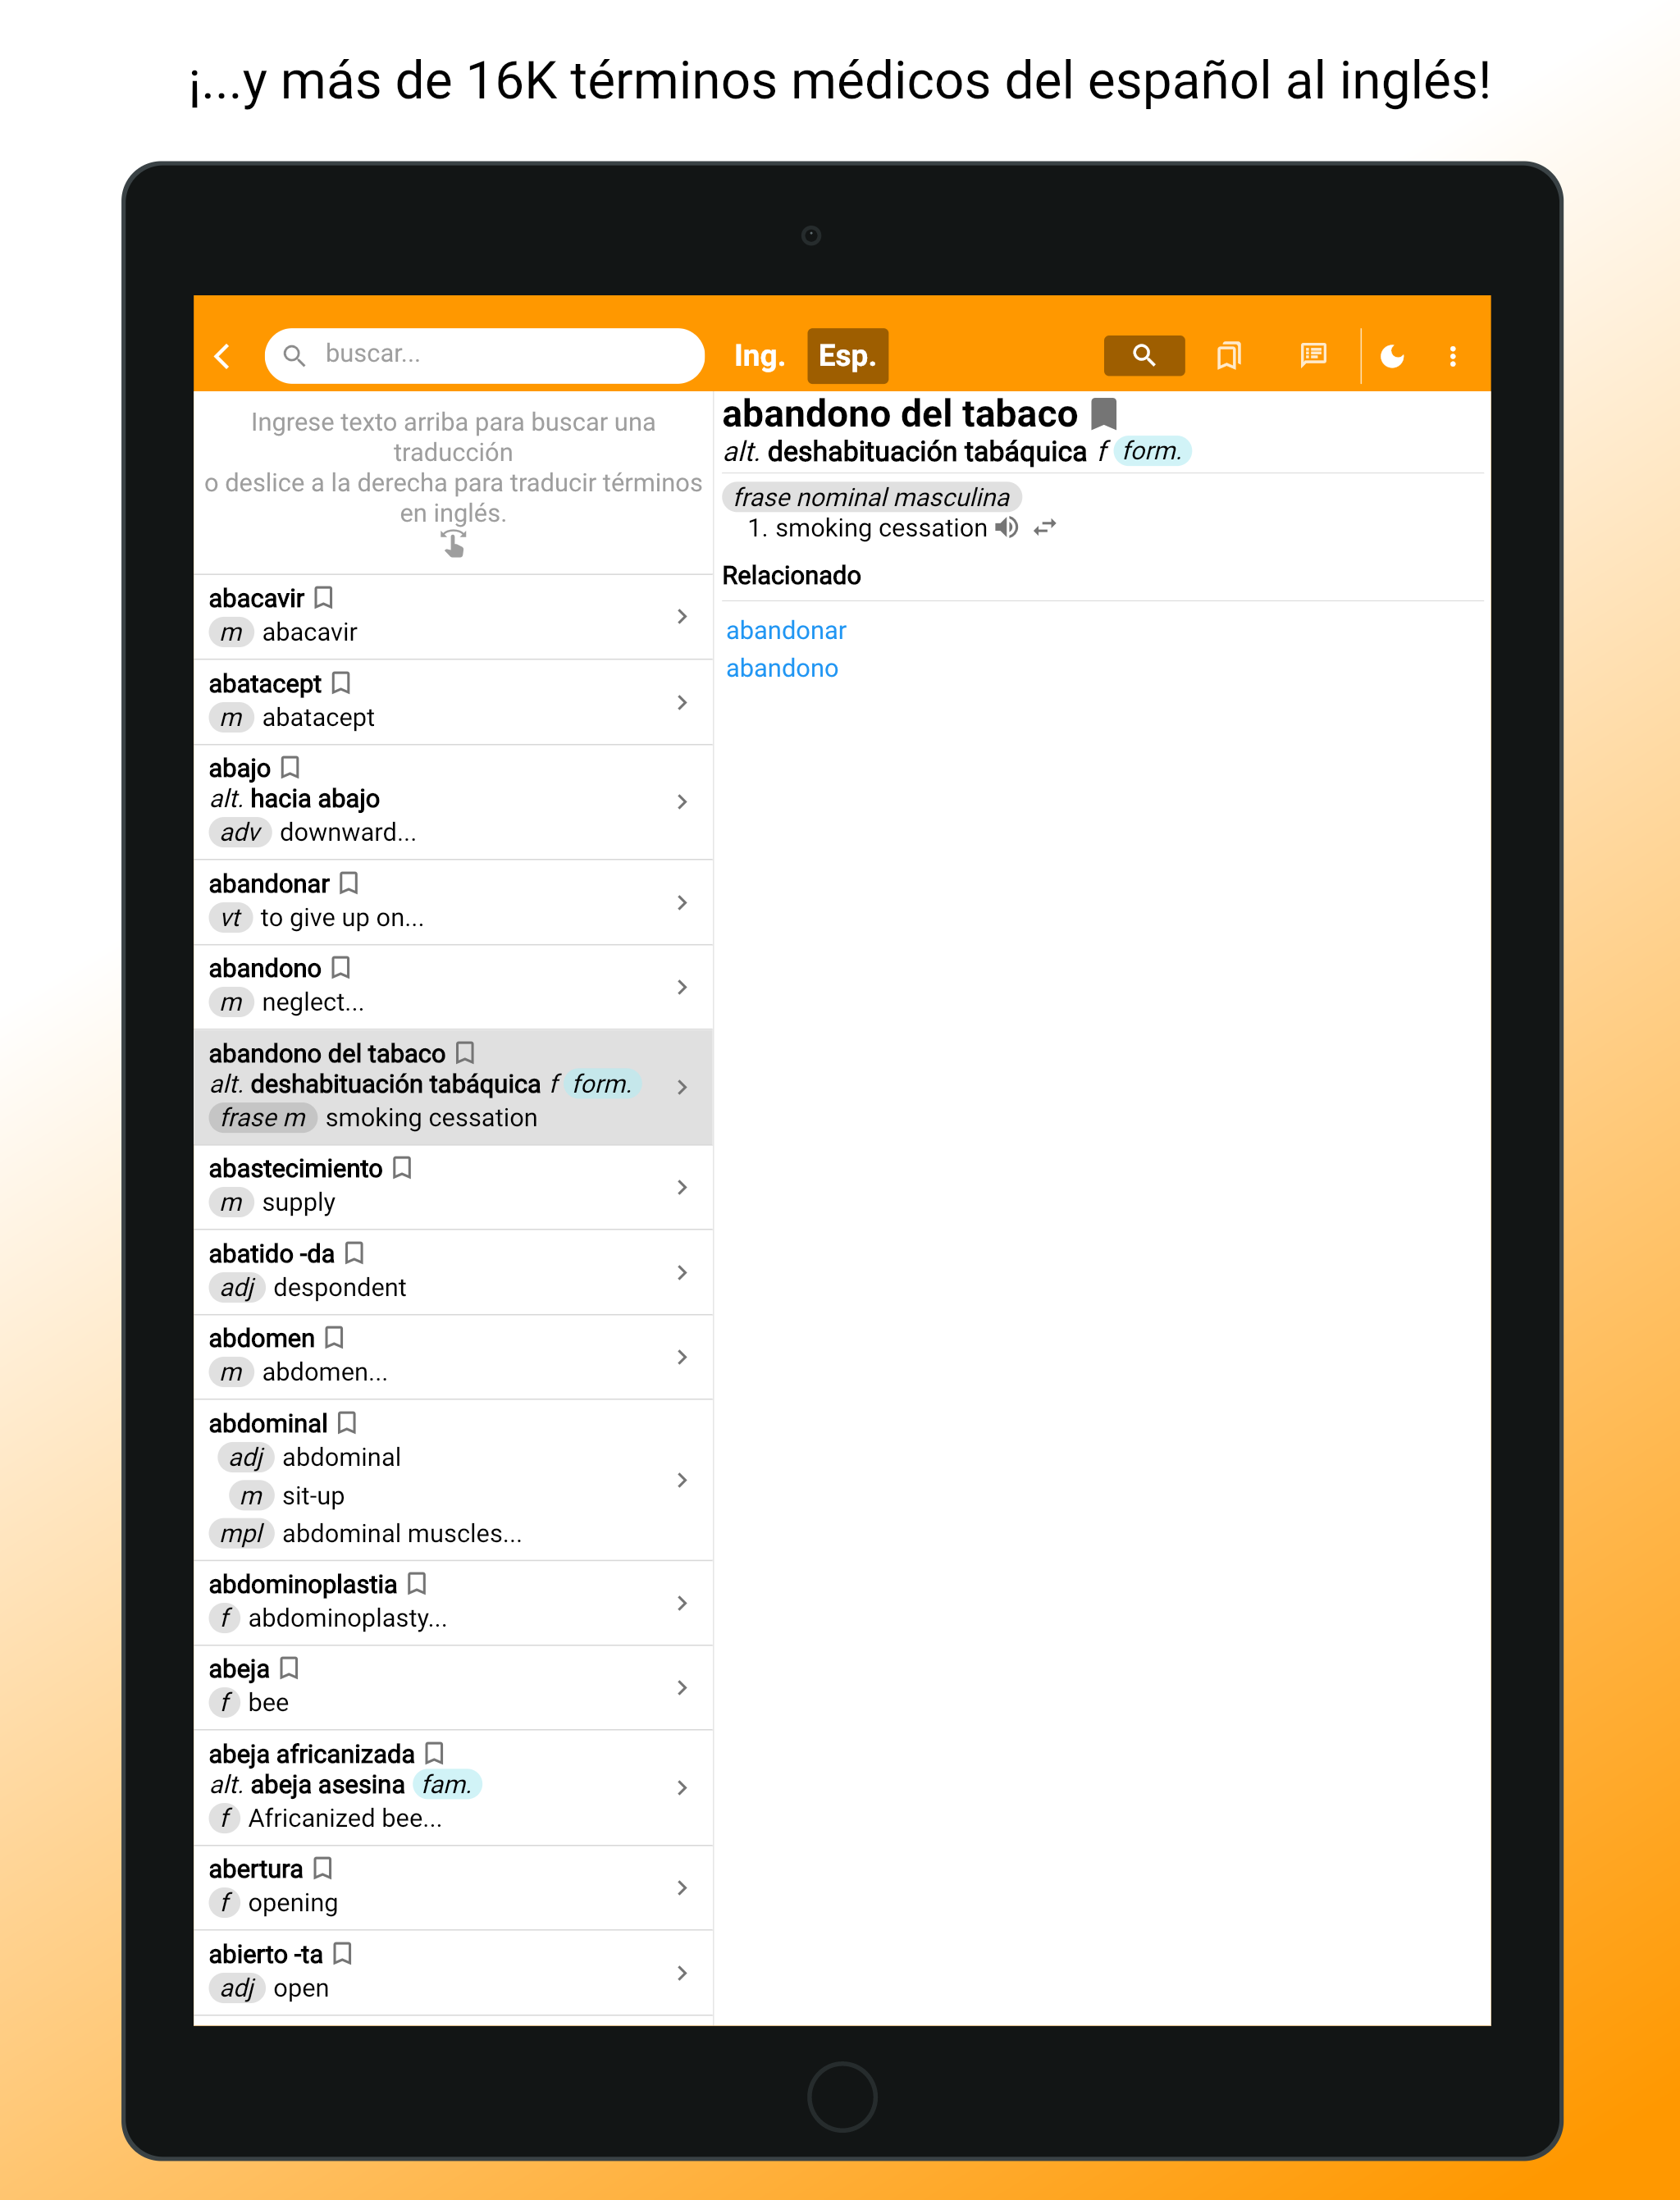 ¡...y más de 16K términos médicos del español al inglés!
buscar...
Ing.
Esp.
Ingrese texto arriba para buscar una
traducción
o deslice a la derecha para traducir términos
en inglés.
abacavir
m abacavir
abatacept
m abatacept
abajo
alt. hacia abajo
adv downward...
abandonar
vt to give up on...
abandono
m neglect...
abandono del tabaco
alt. deshabituación tabáquica f form.
frase m smoking cessation
abastecimiento
m supply
abatido -da
adj despondent
abdomen
m abdomen...
abdominal
adj abdominal
m sit-up
mpl abdominal muscles...
abdominoplastia
f abdominoplasty...
abeja
f bee
abeja africanizada
alt. abeja asesina fam.
f Africanized bee...
abertura
f opening
abierto -ta
adj open
abandono del tabaco
alt. deshabituación tabáquica f form.
frase nominal masculina
1. smoking cessation
Relacionado
abandonar
abandono